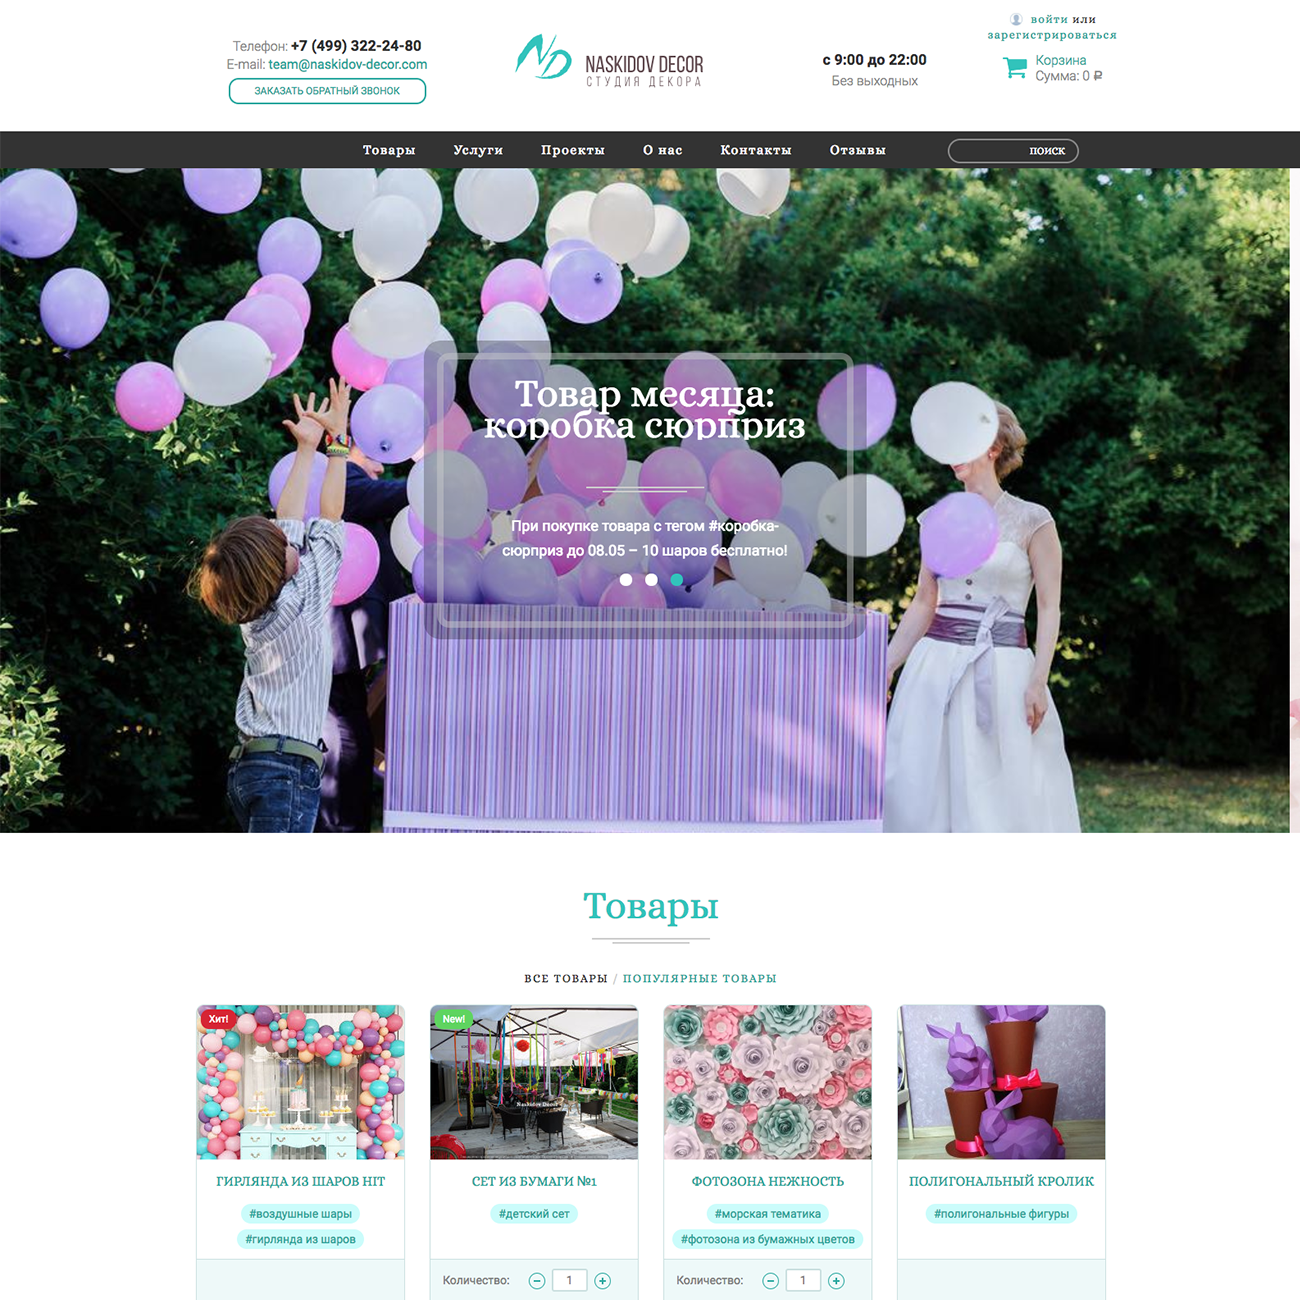 Телефон: +7 (499) 322-24-80
E-mail: team@naskidov-decor.com
ЗАКАЗАТЬ ОБРАТНЫЙ ЗВОНОК
ND
NASKIDOV DECOR
СТУДИЯ ДЕКОРА
с 9:00 до 22:00
Без выходных
войти или
зарегистрироваться
Корзина
Сумма: 0 ₽
Товары Услуги Проекты О нас Контакты Отзывы ПОИСК
Товар месяца:
коробка сюрприз
При покупке товара с тегом #коробка-
сюрприз до 08.05 – 10 шаров бесплатно!
Товары
ВСЕ ТОВАРЫ / ПОПУЛЯРНЫЕ ТОВАРЫ
Хит!
ГИРЛЯНДА ИЗ ШАРОВ HIT
#воздушные шары
#гирлянда из шаров
New!
Naskidov Decor
СЕТ ИЗ БУМАГИ №1
#детский сет
Количество: − 1 +
ФОТОЗОНА НЕЖНОСТЬ
#морская тематика
#фотозона из бумажных цветов
Количество: − 1 +
ПОЛИГОНАЛЬНЫЙ КРОЛИК
#полигональные фигуры